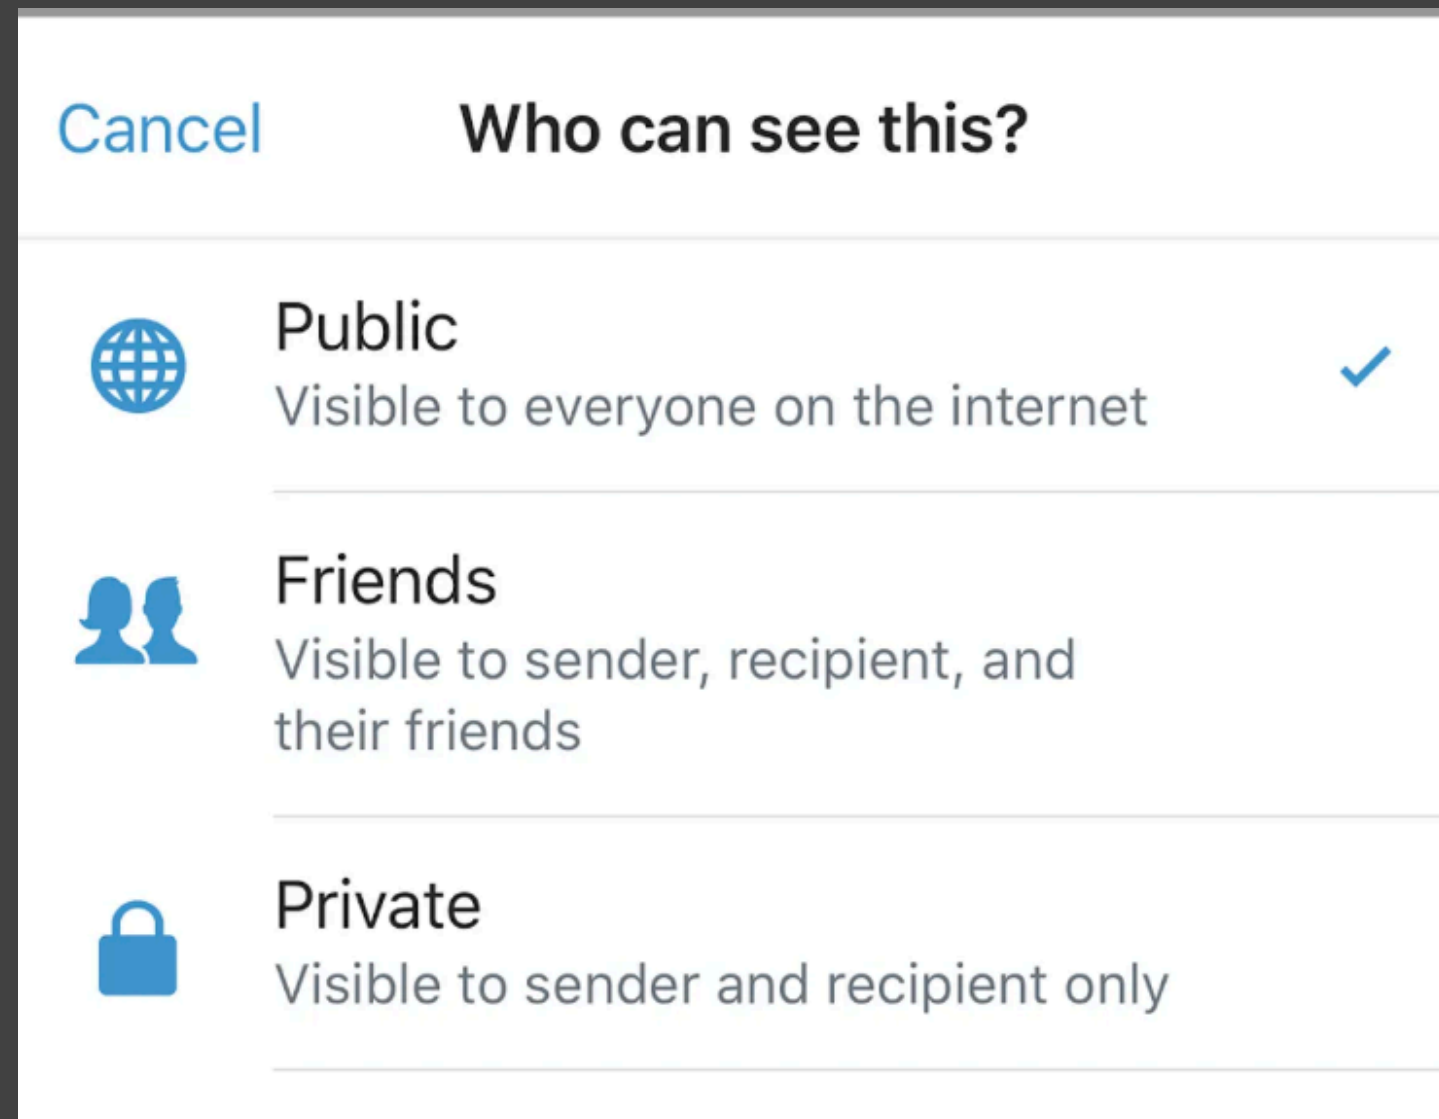 Cancel
Who can see this?
Public
Visible to everyone on the internet
Friends
Visible to sender, recipient, and
their friends
Private
Visible to sender and recipient only